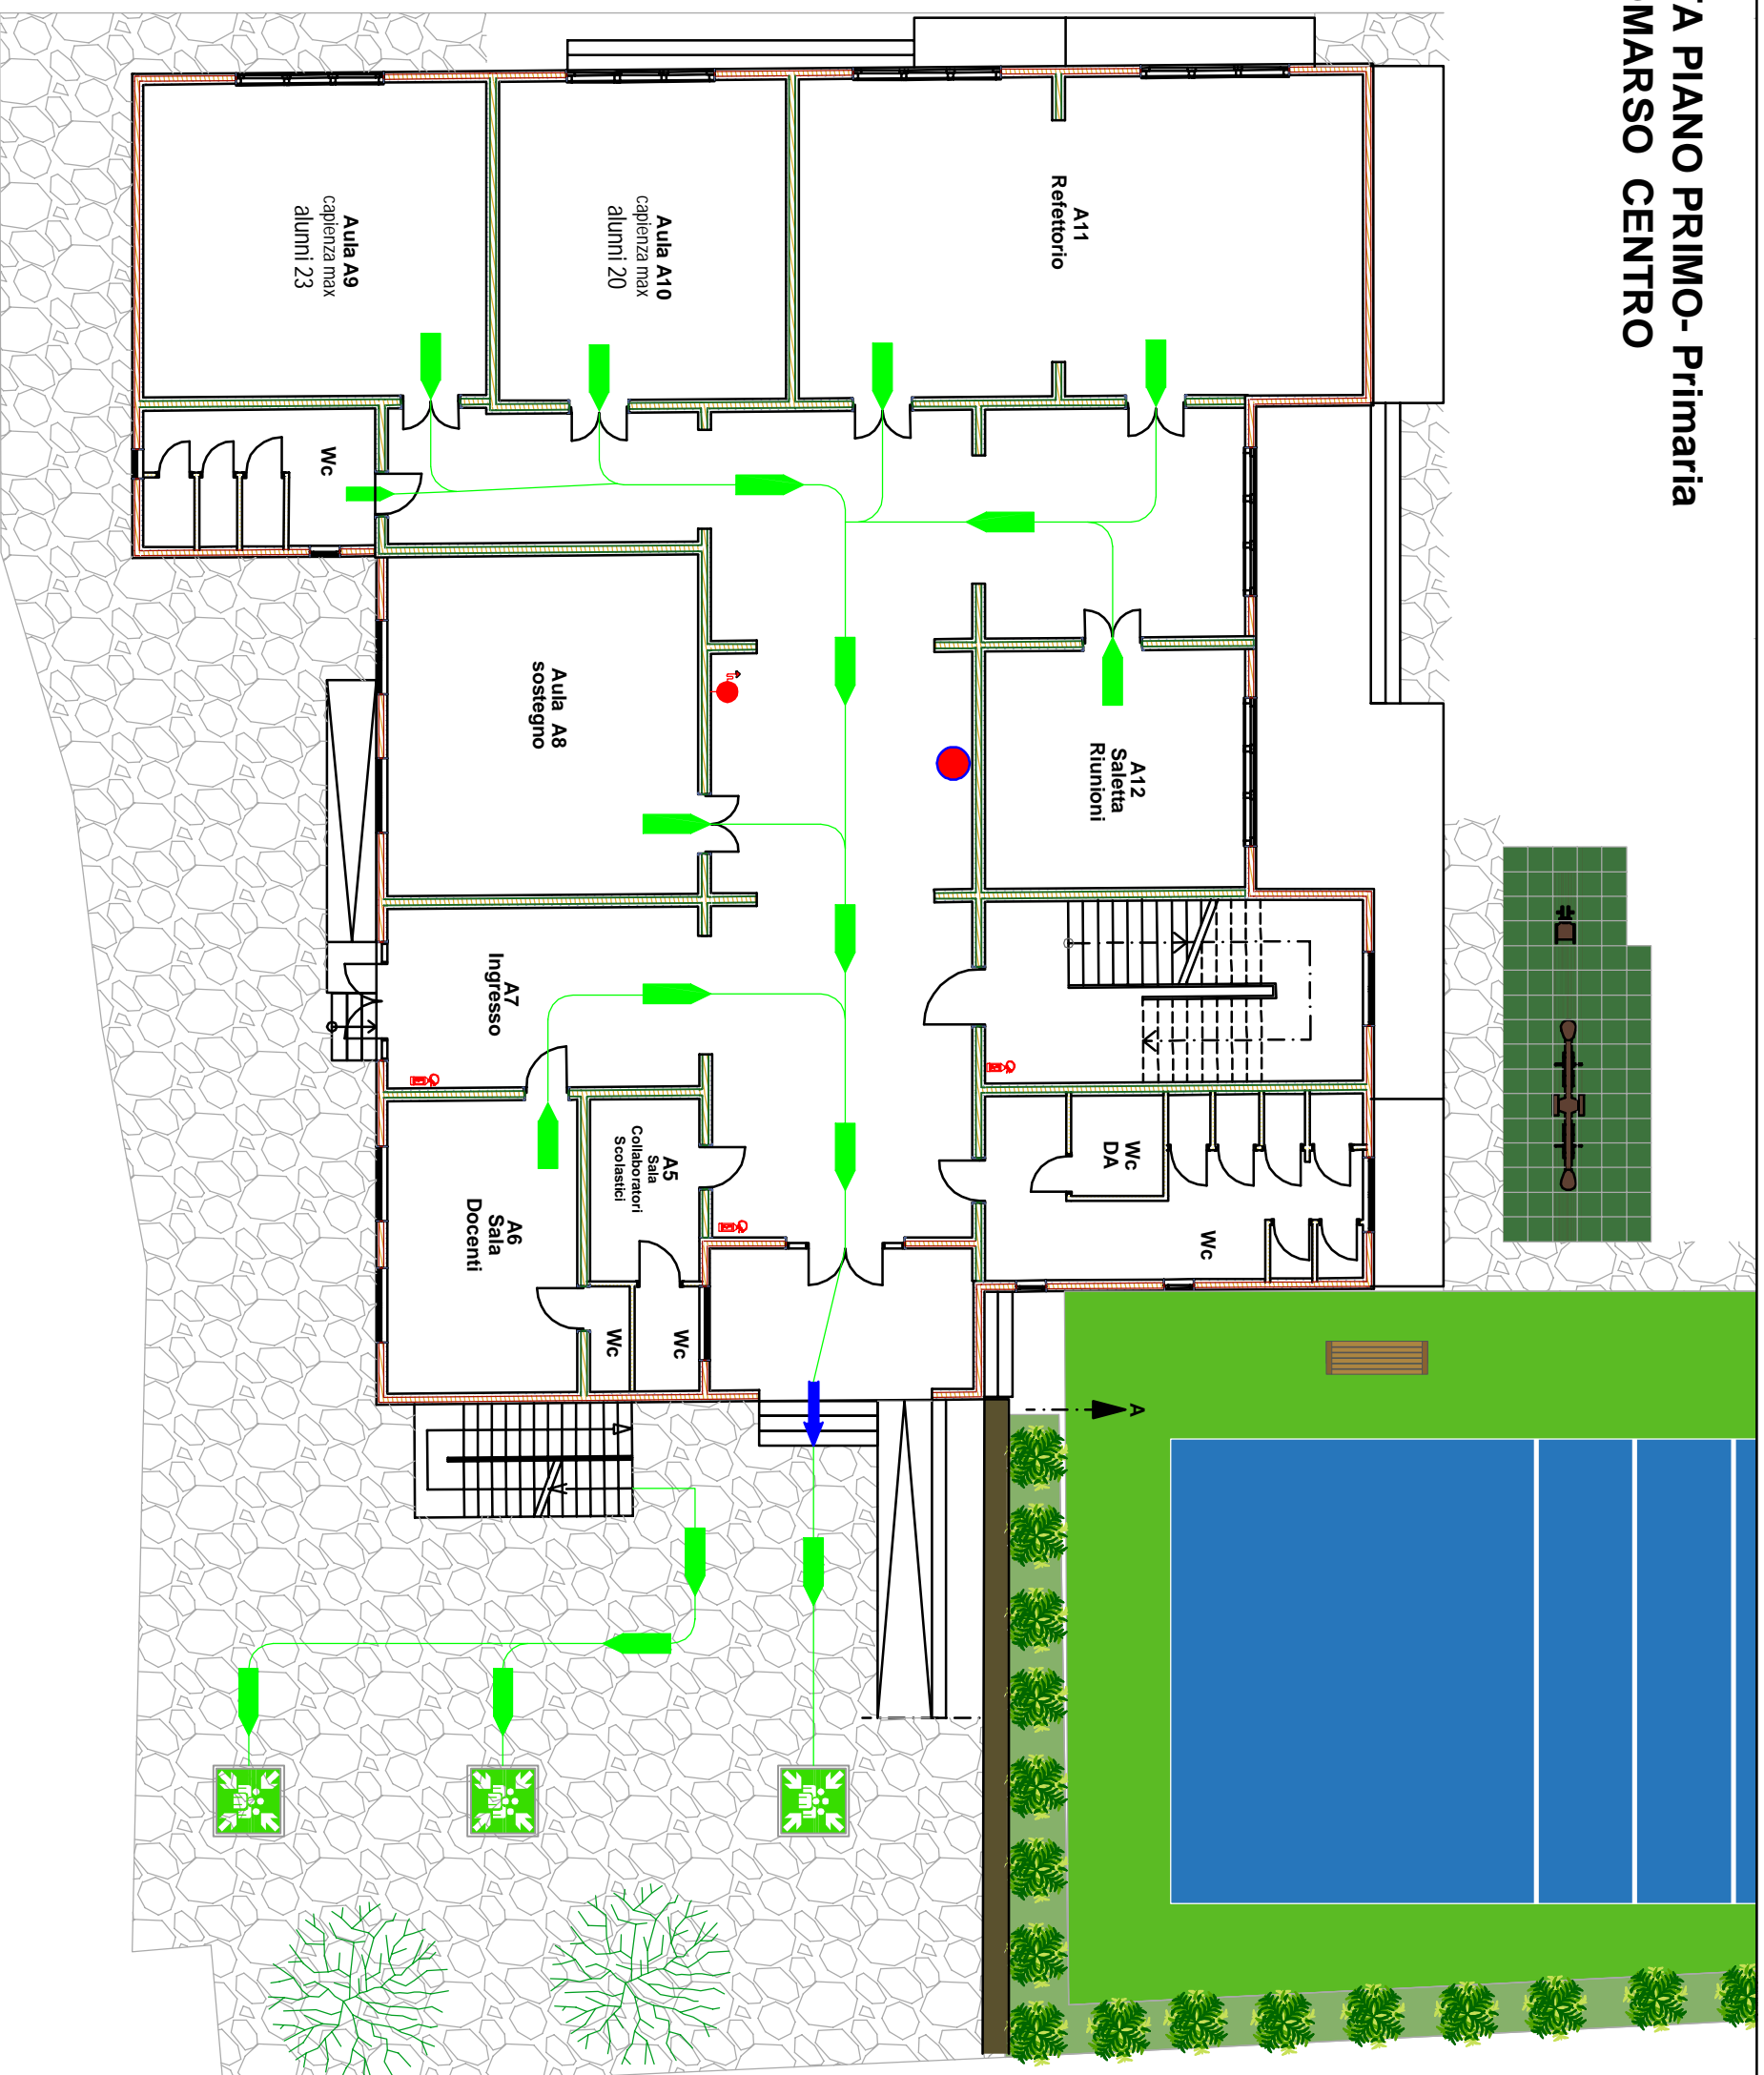 TA PIANO PRIMO- Primaria
OMARSO CENTRO
A11
Refettorio
Aula A10
capienza max
alunni 20
Aula A9
capienza max
alunni 23
Wc
A12
Saletta
Riunioni
Aula A8
sostegno
A7
Ingresso
Wc
DA
Wc
A5
Sala
Collaboratori
Scolastici
A6
Sala
Docenti
Wc
Wc
A